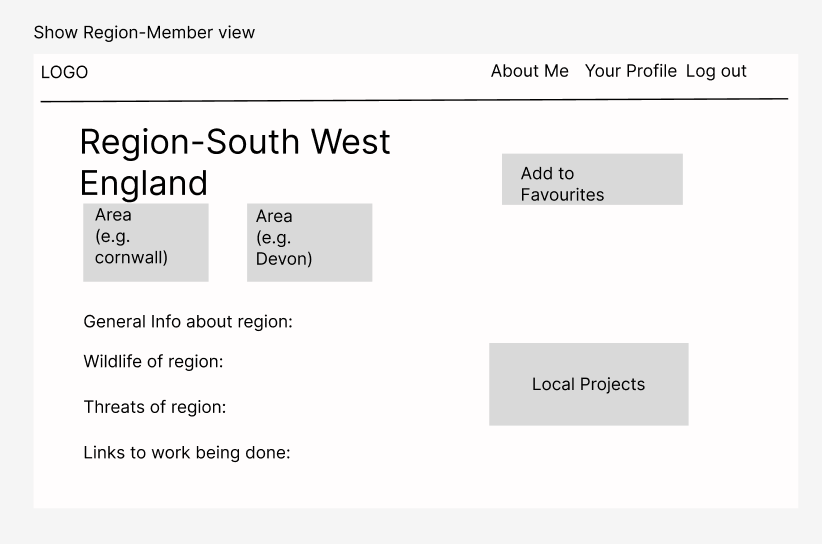 Show Region-Member view
LOGO
About Me Your Profile Log out
Region-South West
England
Add to
Favourites
Area
(e.g.
cornwall)
Area
(e.g.
Devon)
General Info about region:
Wildlife of region:
Threats of region:
Links to work being done:
Local Projects